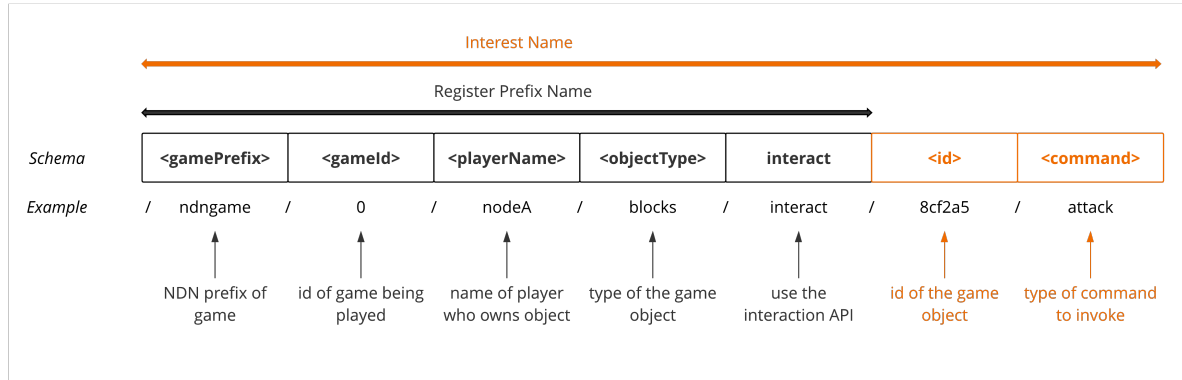 Interest Name
Register Prefix Name
Schema <gamePrefix> <gameId> <playerName> <objectType> interact <id> <command>
Example / ndngame / 0 / nodeA / blocks / interact / 8cf2a5 / attack
NDN prefix of id of game being name of player type of the game use the id of the game type of command
game played who owns object object interaction API object to invoke